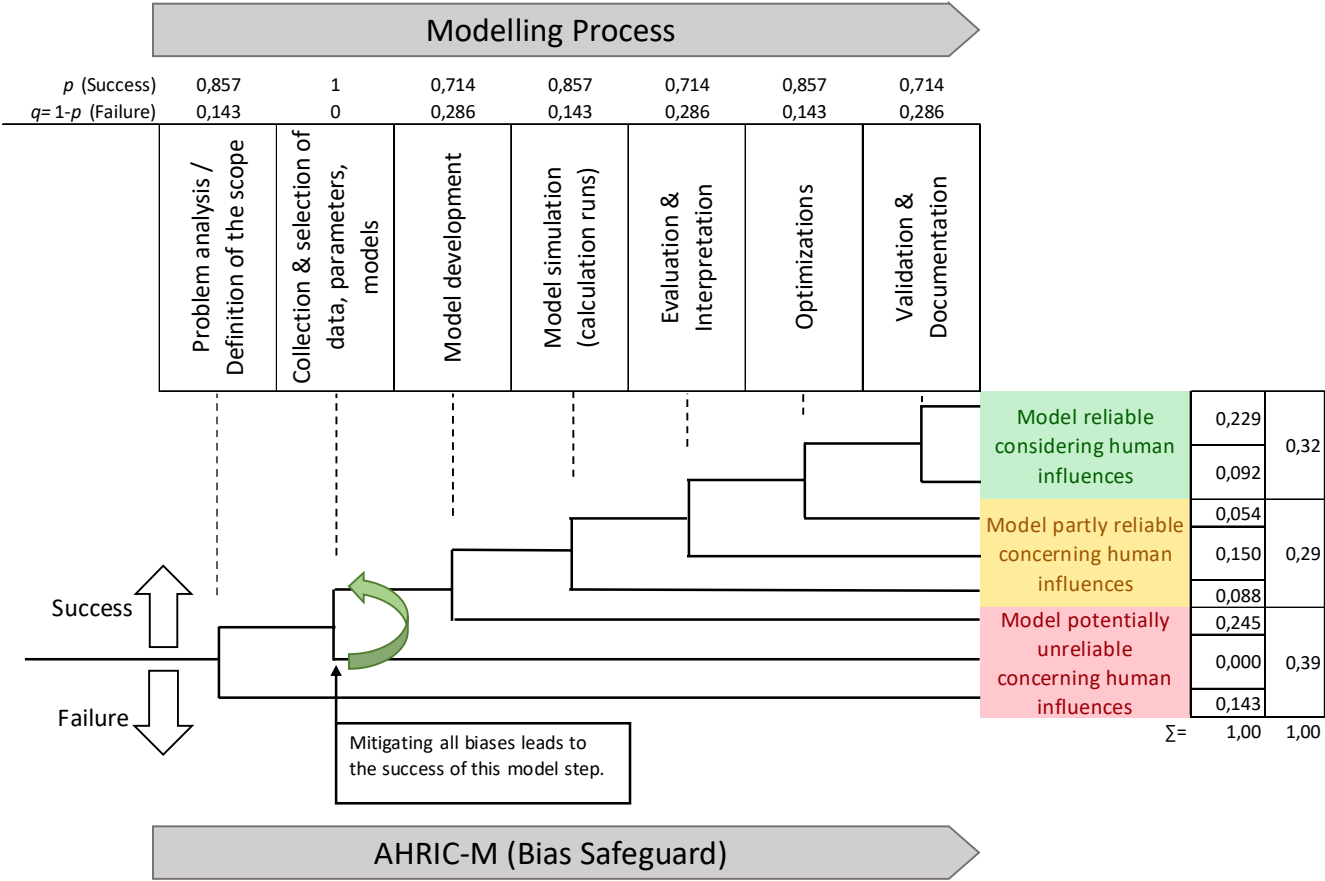 Modelling Process
p (Success) 0,857 1 0,714 0,857 0,714 0,857 0,714
q= 1-p (Failure) 0,143 0 0,286 0,143 0,286 0,143 0,286
Problem analysis /
Definition of the scope
Collection & selection of
data, parameters,
models
Model development
Model simulation
(calculation runs)
Evaluation &
Interpretation
Optimizations
Validation &
Documentation
Model reliable
considering human
influences
0,229
0,092
0,32
Model partly reliable
concerning human
influences
0,054
0,150
0,088
0,29
Model potentially
unreliable
concerning human
influences
0,245
0,000
0,143
0,39
∑= 1,00 1,00
Success
Failure
Mitigating all biases leads to
the success of this model step.
AHRIC-M (Bias Safeguard)